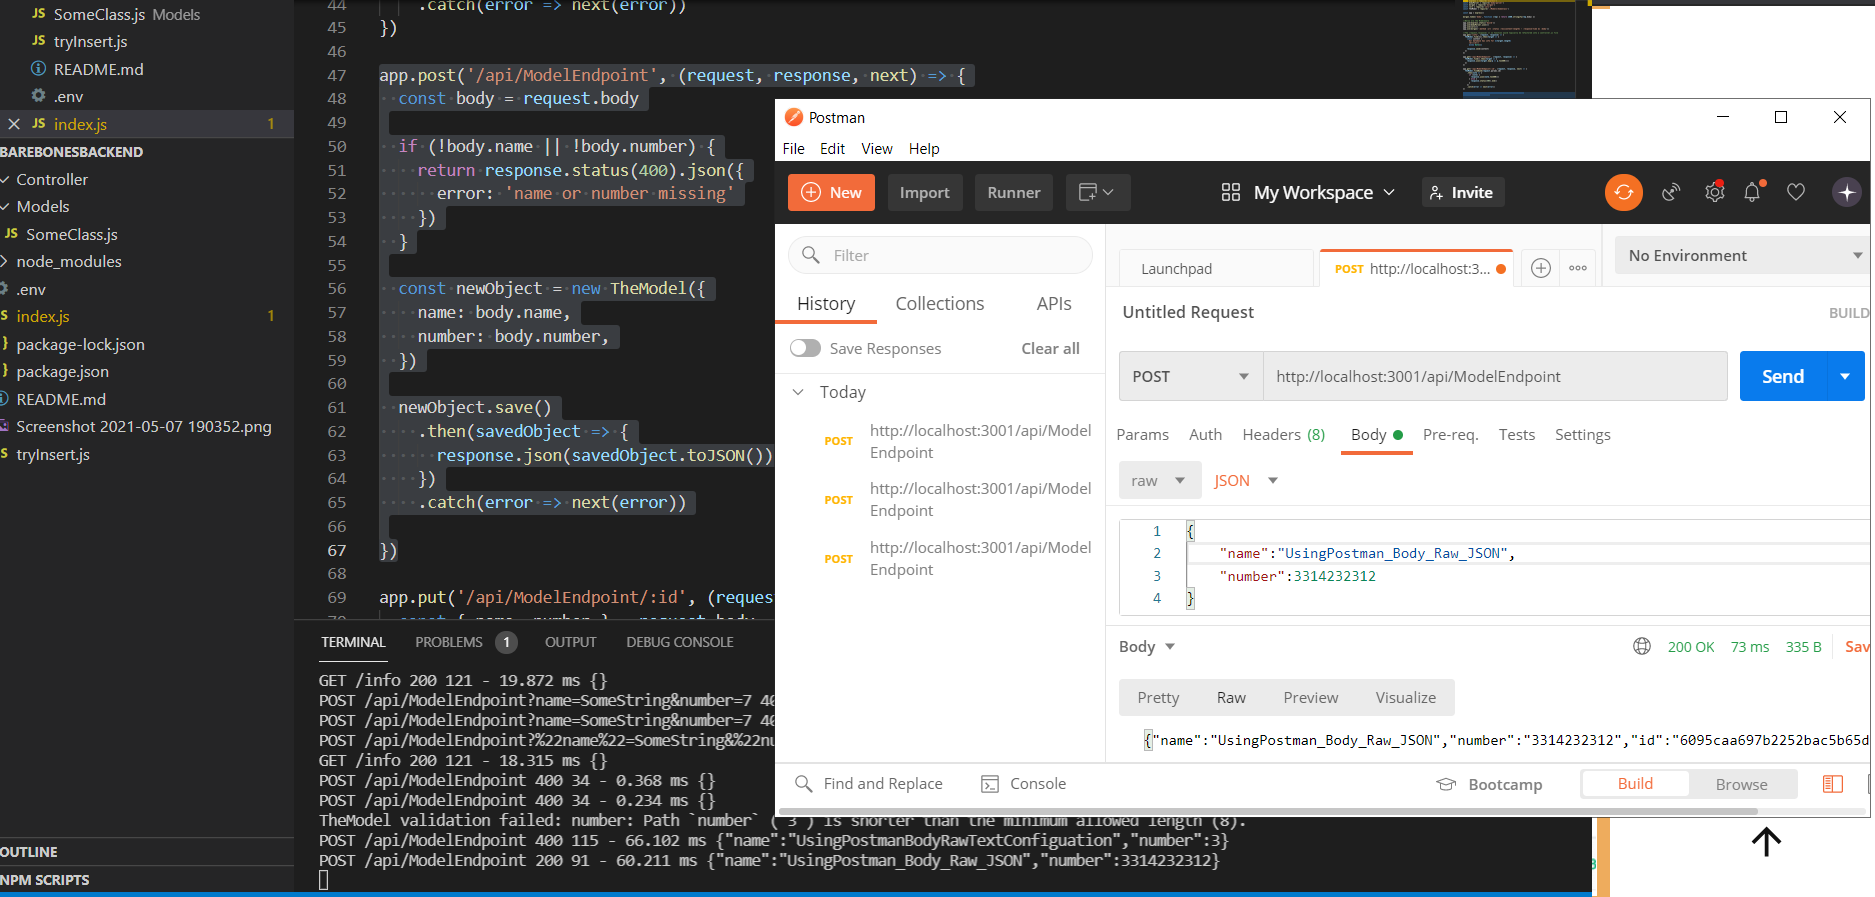 SomeClass.js Models
tryInsert.js
README.md
.env
index.js 1
BAREBONESBACKEND
Controller
Models
SomeClass.js
node_modules
.env
index.js 1
package-lock.json
package.json
README.md
Screenshot 2021-05-07 190352.png
tryInsert.js
OUTLINE
NPM SCRIPTS
44 .catch(error => next(error))
45 })
46
47 app.post('/api/ModelEndpoint', (request, response, next) => {
48 const body = request.body
49
50 if (!body.name || !body.number) {
51 return response.status(400).json({
52 error: 'name or number missing'
53 })
54 }
55
56 const newObject = new TheModel({
57 name: body.name,
58 number: body.number,
59 })
60
61 newObject.save()
62 .then(savedObject => {
63 response.json(savedObject.toJSON())
64 })
65 .catch(error => next(error))
66
67 })
68
69 app.put('/api/ModelEndpoint/:id', (reques
TERMINAL PROBLEMS 1 OUTPUT DEBUG CONSOLE
GET /info 200 121 - 19.872 ms {}
POST /api/ModelEndpoint?name=SomeString&number=7 40
POST /api/ModelEndpoint?name=SomeString&number=7 40
POST /api/ModelEndpoint?%22name%22=SomeString&%22nu
GET /info 200 121 - 18.315 ms {}
POST /api/ModelEndpoint 400 34 - 0.368 ms {}
POST /api/ModelEndpoint 400 34 - 0.234 ms {}
TheModel validation failed: number: Path `number` (`3`) is shorter than the minimum allowed length (8).
POST /api/ModelEndpoint 400 115 - 66.102 ms {"name":"UsingPostmanBodyRawTextConfiguation","number":3}
POST /api/ModelEndpoint 200 91 - 60.211 ms {"name":"UsingPostman_Body_Raw_JSON","number":3314232312}
Postman
File Edit View Help
New Import Runner My Workspace Invite
Filter
History Collections APIs
Save Responses Clear all
Today
POST http://localhost:3001/api/Model
Endpoint
POST http://localhost:3001/api/Model
Endpoint
POST http://localhost:3001/api/Model
Endpoint
Launchpad POST http://localhost:3... No Environment
Untitled Request BUILD
POST http://localhost:3001/api/ModelEndpoint Send
Params Auth Headers (8) Body Pre-req. Tests Settings
raw JSON
1 {
2 "name":"UsingPostman_Body_Raw_JSON",
3 "number":3314232312
4 }
Body 200 OK 73 ms 335 B Sav
Pretty Raw Preview Visualize
{"name":"UsingPostman_Body_Raw_JSON","number":"3314232312","id":"6095caa697b2252bac5b65d
Find and Replace Console Bootcamp Build Browse